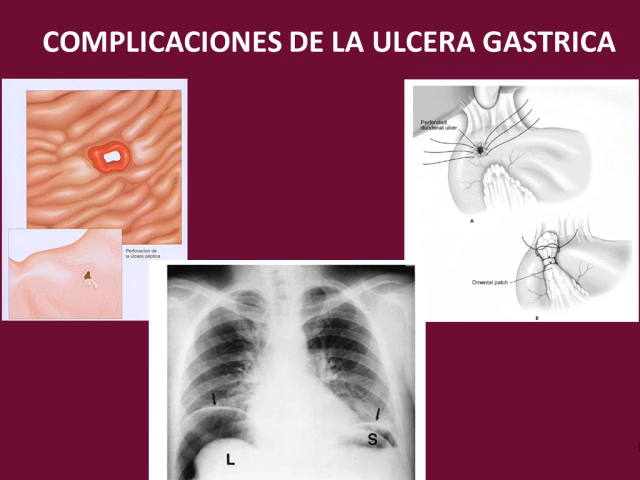 COMPLICACIONES DE LA ULCERA GASTRICA
Perforación de
la úlcera péptica
Perforated
duodenal ulcer
A
Omental patch
B
L
S